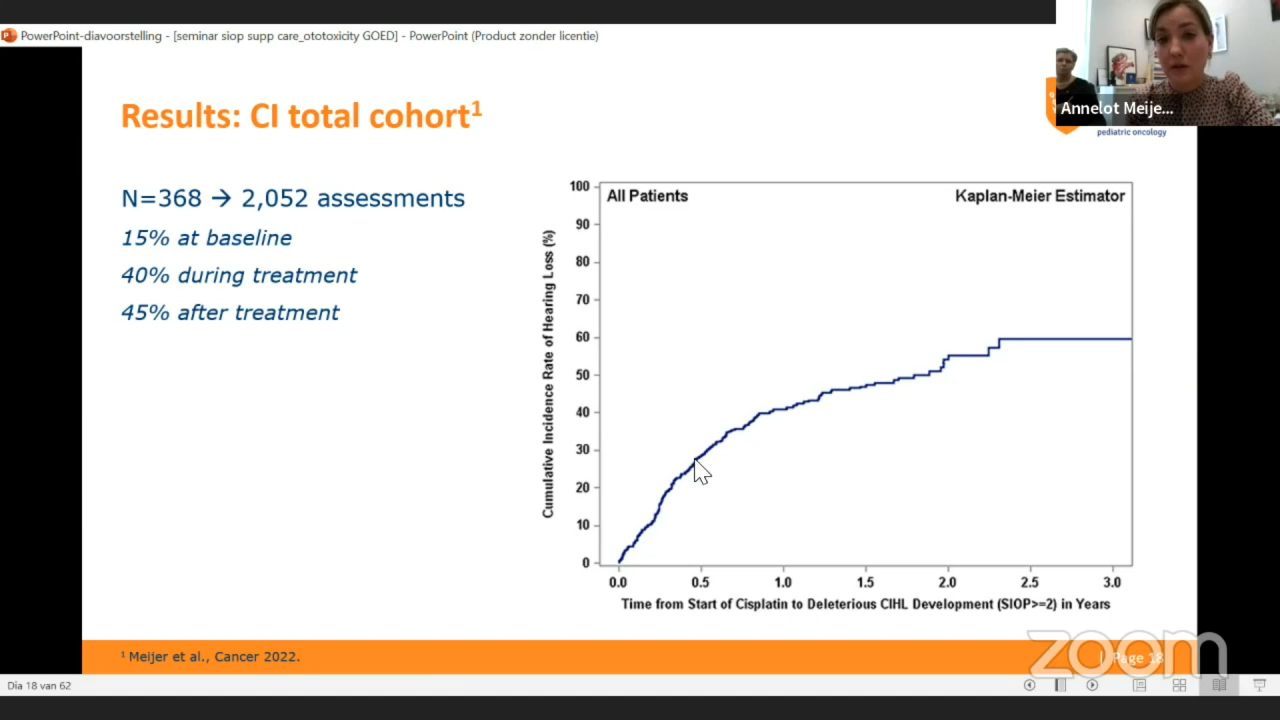 PowerPoint-diavoorstelling - [seminar siop supp care_ototoxicity GOED] - PowerPoint (Product zonder licentie)
Annelot Meije...
pediatric oncology
Results: CI total cohort¹
N=368 → 2,052 assessments
15% at baseline
40% during treatment
45% after treatment
All Patients
Kaplan-Meier Estimator
Cumulative Incidence Rate of Hearing Loss (%)
100
90
80
70
60
50
40
30
20
10
0
0.0 0.5 1.0 1.5 2.0 2.5 3.0
Time from Start of Cisplatin to Deleterious CIHL Development (SIOP>=2) in Years
¹ Meijer et al., Cancer 2022.
| Page 18
zoom
Dia 18 van 62